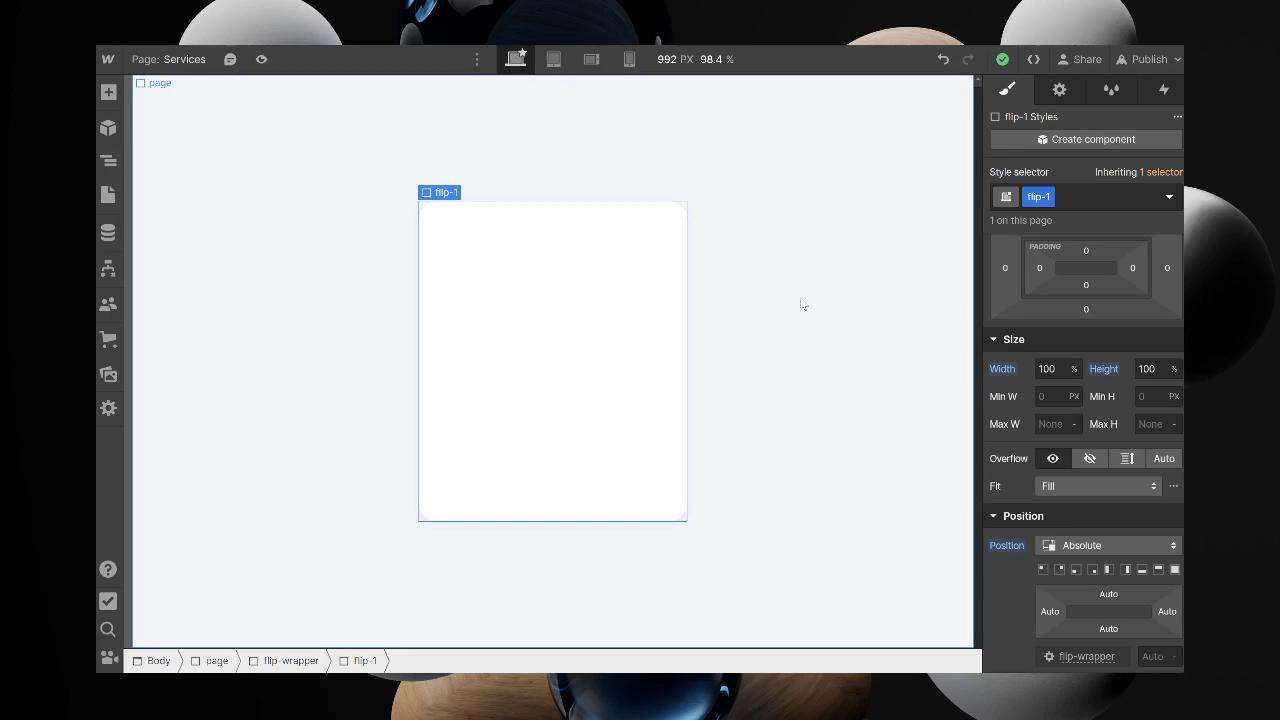 Page: Services
992 PX 98.4 %
Share
Publish
page
flip-1
flip-1 Styles
Create component
Style selector
Inheriting 1 selector
flip-1
1 on this page
PADDING
0
0 0 0 0
0
0
Size
Width 100 % Height 100 %
Min W 0 PX Min H 0 PX
Max W None - Max H None -
Overflow Auto
Fit Fill
Position
Position Absolute
Auto
Auto Auto
Auto
flip-wrapper Auto -
Body page flip-wrapper flip-1